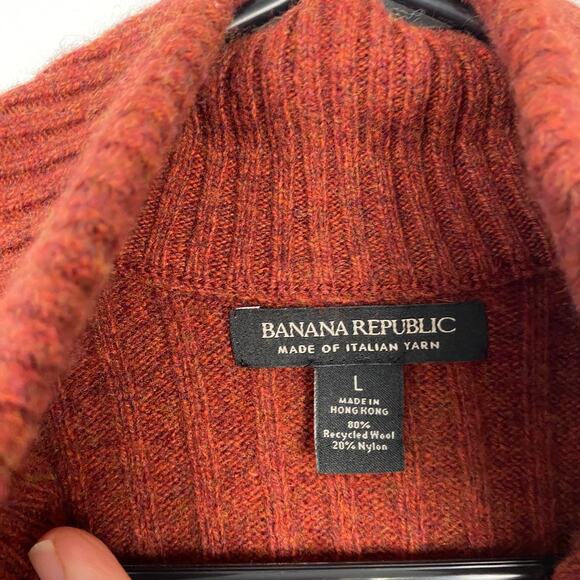 BANANA REPUBLIC
MADE OF ITALIAN YARN
L
MADE IN
HONG KONG
80%
Recycled Wool
20% Nylon